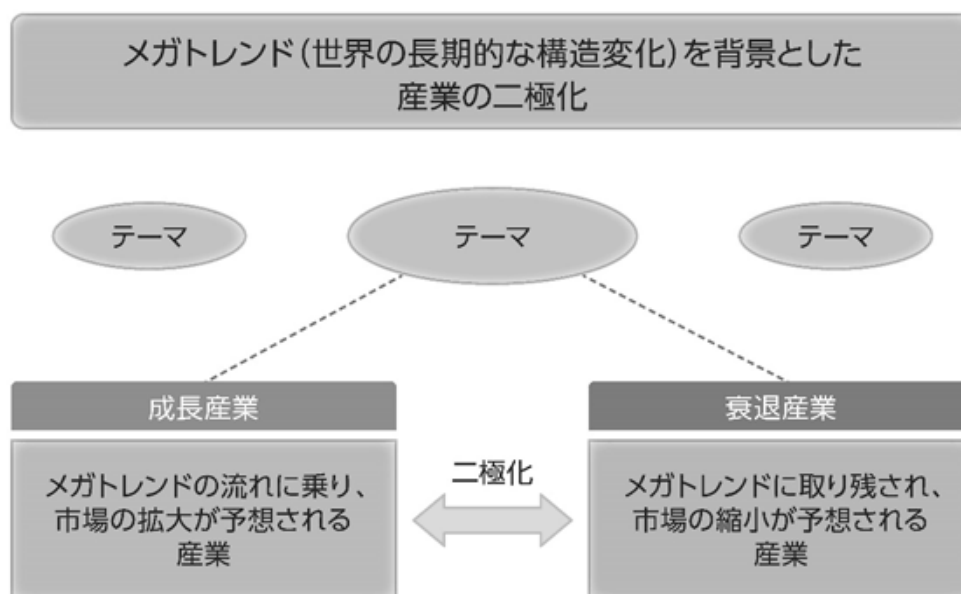 メガトレンド(世界の長期的な構造変化)を背景とした
産業の二極化
テーマ
テーマ
テーマ
成長産業
メガトレンドの流れに乗り、
市場の拡大が予想される
産業
二極化
衰退産業
メガトレンドに取り残され、
市場の縮小が予想される
産業